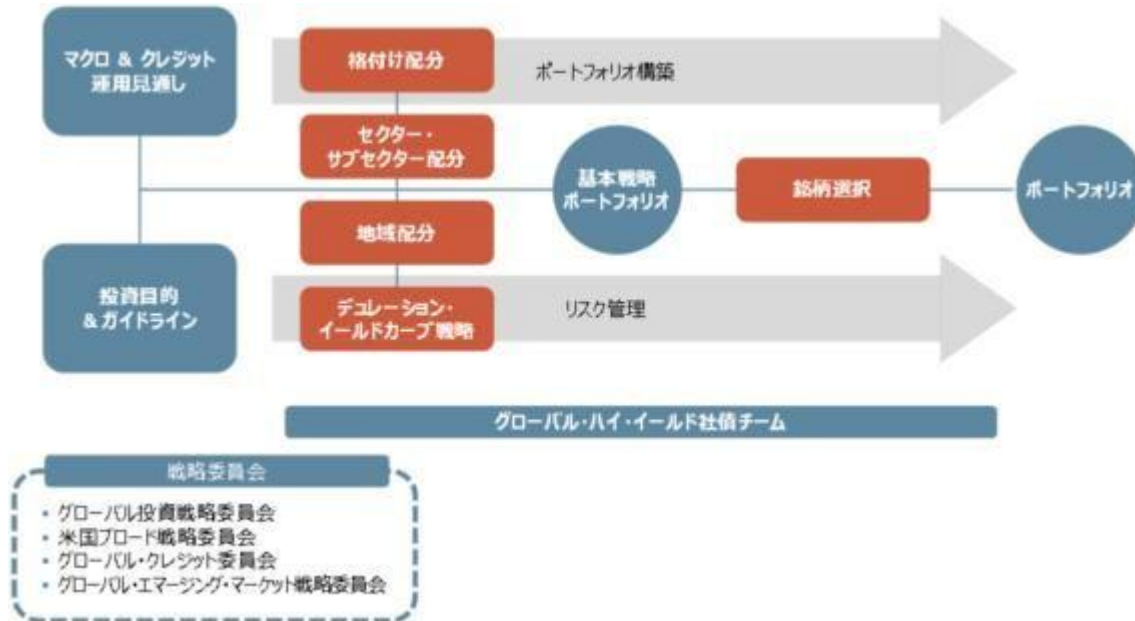 マクロ & クレジット
運用見通し
格付け配分
ポートフォリオ構築
セクター・
サブセクター配分
基本戦略
ポートフォリオ
銘柄選択
ポートフォリオ
地域配分
投資目的
&ガイドライン
デュレーション・
イールドカーブ戦略
リスク管理
グローバル・ハイ・イールド社債チーム
戦略委員会
• グローバル投資戦略委員会
• 米国ブロード戦略委員会
• グローバル・クレジット委員会
• グローバル・エマージング・マーケット戦略委員会